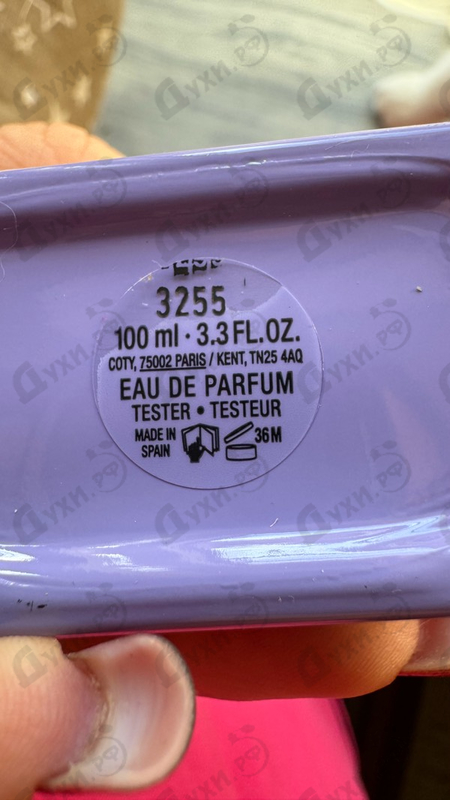 3255
100 ml · 3.3 FL.OZ.
COTY, 75002 PARIS / KENT, TN25 4AQ
EAU DE PARFUM
TESTER • TESTEUR
MADE IN
SPAIN
36M
Духи.РФ